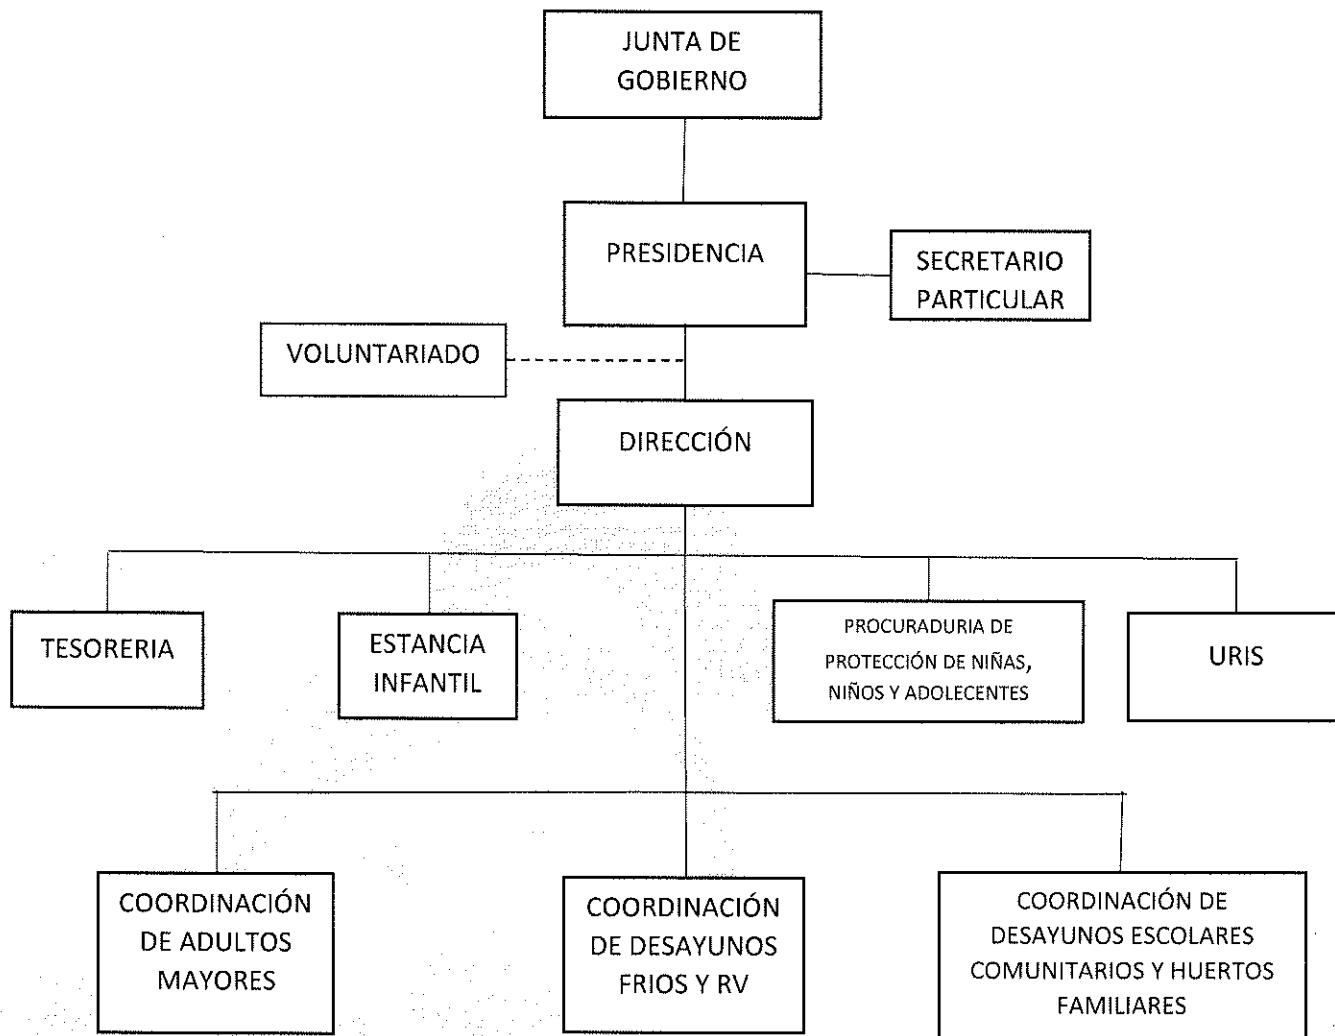 JUNTA DE
GOBIERNO
PRESIDENCIA
SECRETARIO
PARTICULAR
VOLUNTARIADO
DIRECCIÓN
TESORERIA
ESTANCIA
INFANTIL
PROCURADURIA DE
PROTECCIÓN DE NIÑAS,
NIÑOS Y ADOLECENTES
URIS
COORDINACIÓN
DE ADULTOS
MAYORES
COORDINACIÓN
DE DESAYUNOS
FRIOS Y RV
COORDINACIÓN DE
DESAYUNOS ESCOLARES
COMUNITARIOS Y HUERTOS
FAMILIARES